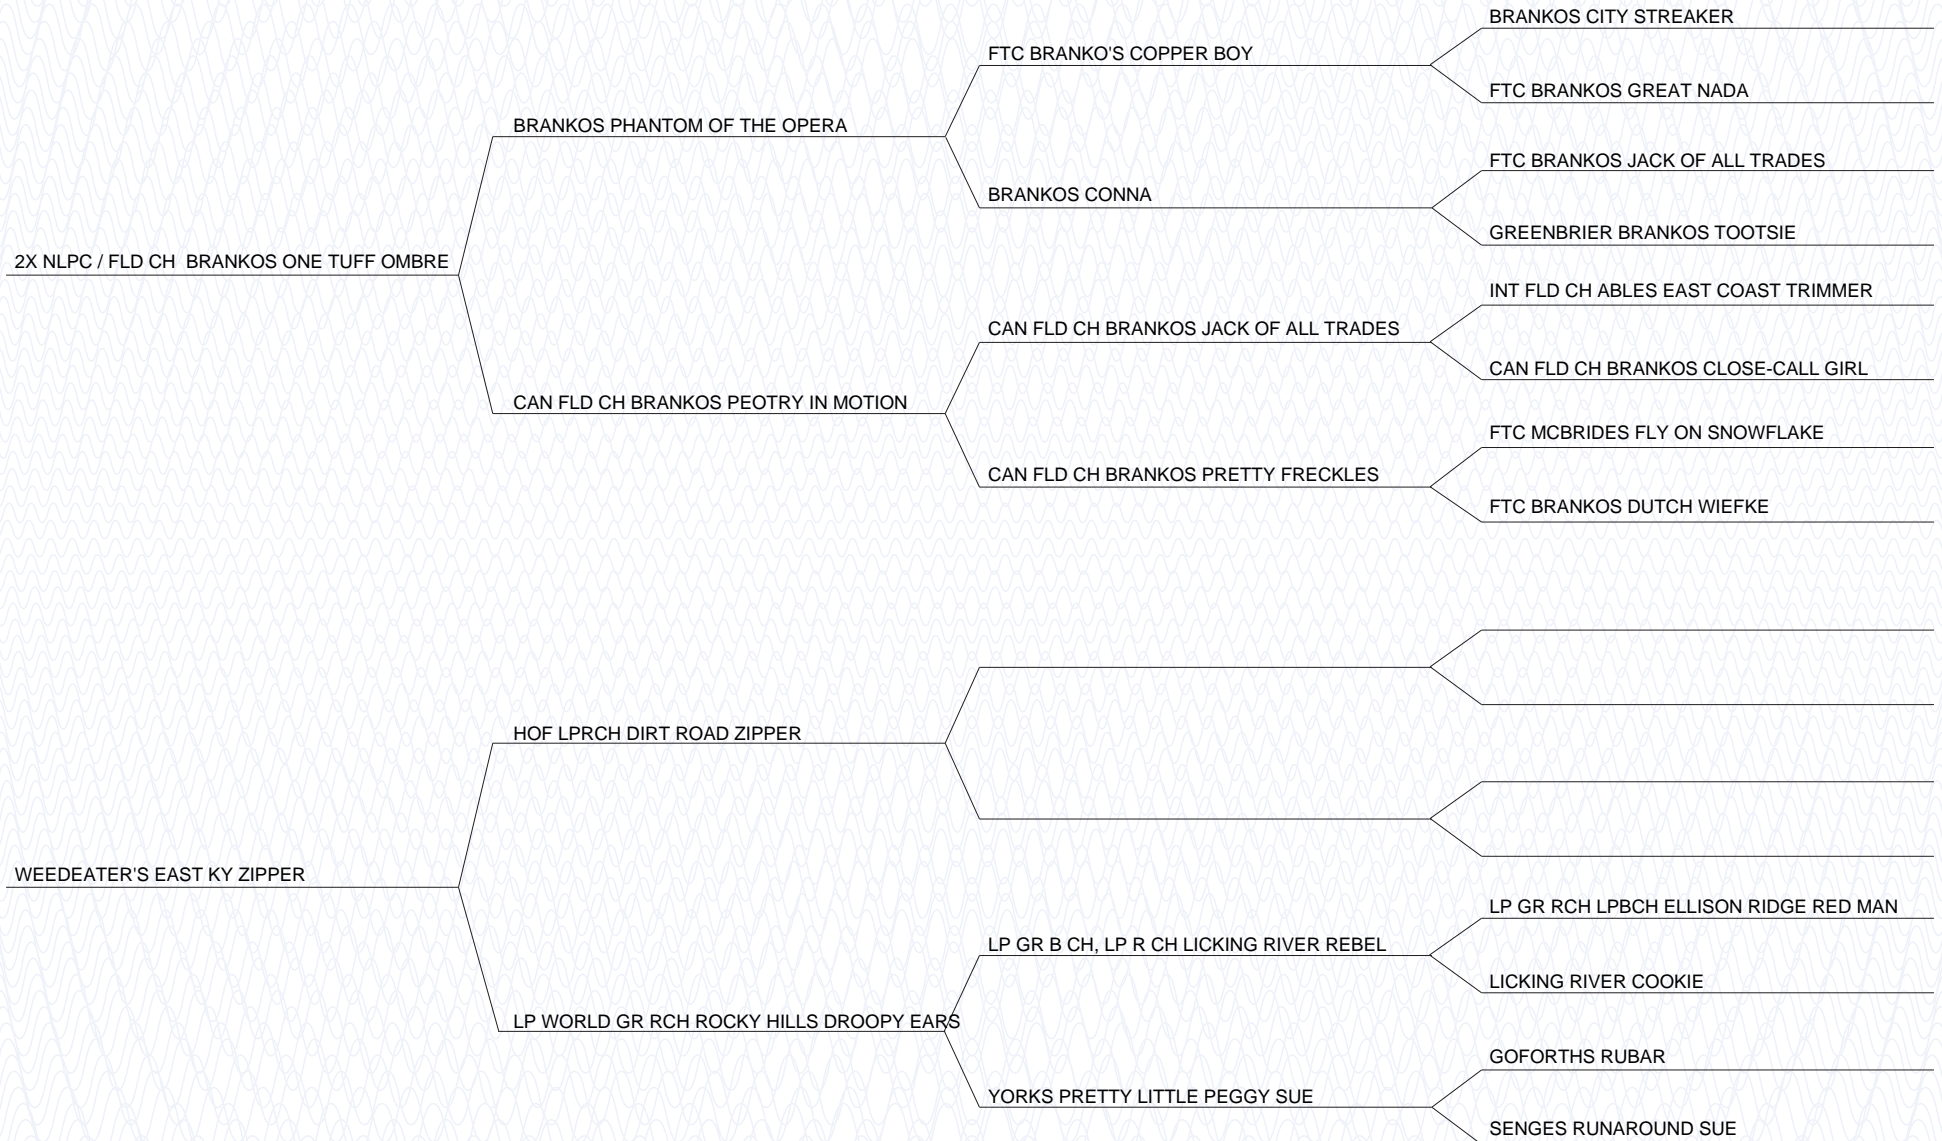 BRANKOS CITY STREAKER
FTC BRANKO'S COPPER BOY
FTC BRANKOS GREAT NADA
BRANKOS PHANTOM OF THE OPERA
FTC BRANKOS JACK OF ALL TRADES
BRANKOS CONNA
GREENBRIER BRANKOS TOOTSIE
2X NLPC / FLD CH  BRANKOS ONE TUFF OMBRE
INT FLD CH ABLES EAST COAST TRIMMER
CAN FLD CH BRANKOS JACK OF ALL TRADES
CAN FLD CH BRANKOS CLOSE-CALL GIRL
CAN FLD CH BRANKOS PEOTRY IN MOTION
FTC MCBRIDES FLY ON SNOWFLAKE
CAN FLD CH BRANKOS PRETTY FRECKLES
FTC BRANKOS DUTCH WIEFKE
HOF LPRCH DIRT ROAD ZIPPER
WEEDEATER'S EAST KY ZIPPER
LP GR RCH LPBCH ELLISON RIDGE RED MAN
LP GR B CH, LP R CH LICKING RIVER REBEL
LICKING RIVER COOKIE
LP WORLD GR RCH ROCKY HILLS DROOPY EARS
GOFORTHS RUBAR
YORKS PRETTY LITTLE PEGGY SUE
SENGES RUNAROUND SUE